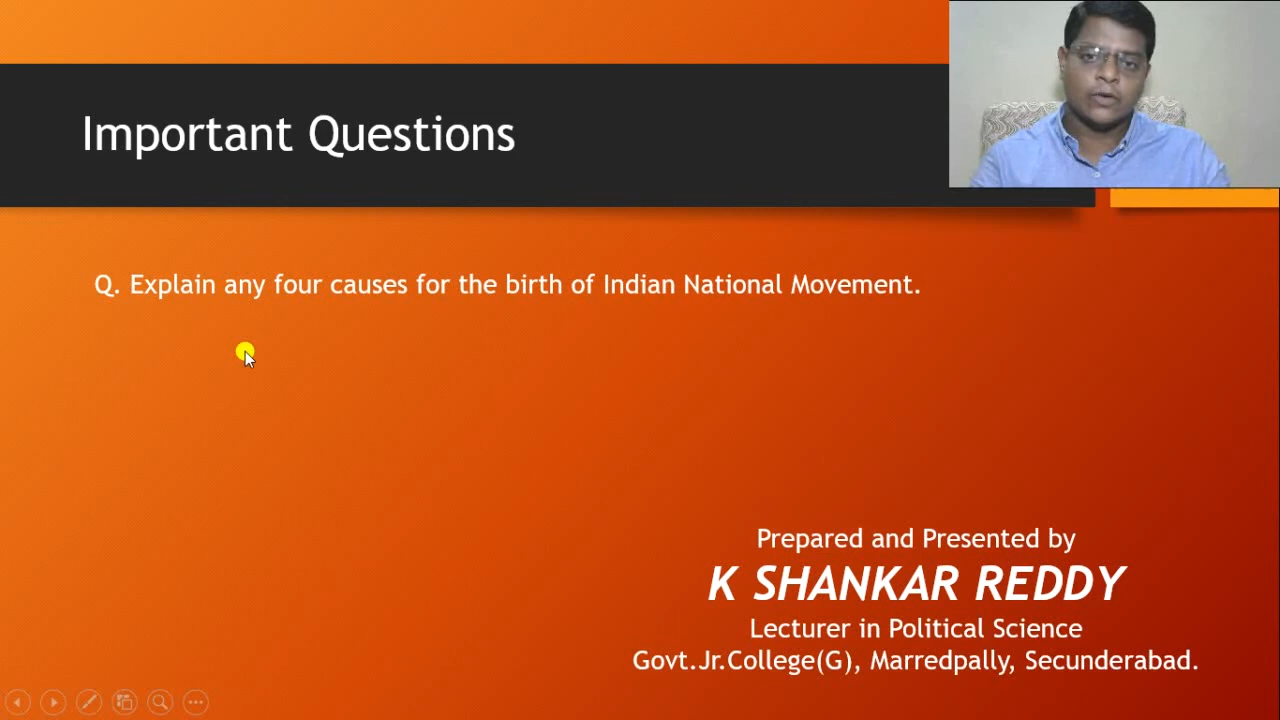 Important Questions
Q. Explain any four causes for the birth of Indian National Movement.
Prepared and Presented by
K SHANKAR REDDY
Lecturer in Political Science
Govt.Jr.College(G), Marredpally, Secunderabad.